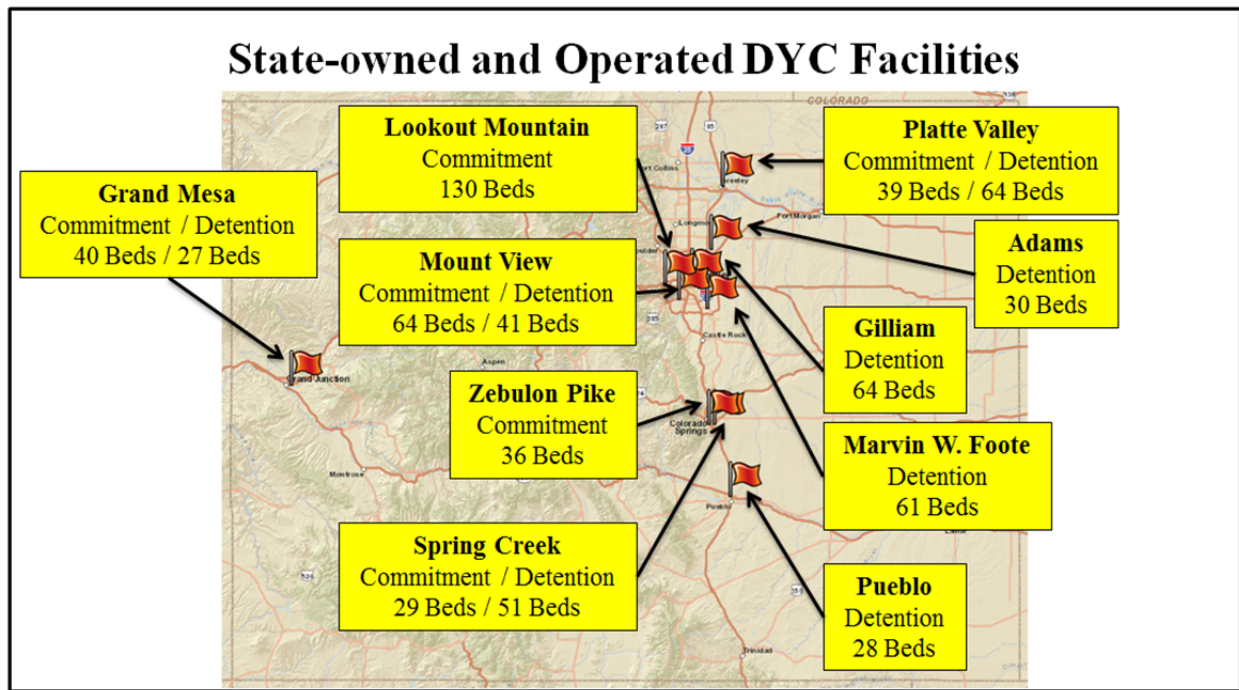 State-owned and Operated DYC Facilities
COLORADO
Lookout Mountain
Commitment
130 Beds
Platte Valley
Commitment / Detention
39 Beds / 64 Beds
Grand Mesa
Commitment / Detention
40 Beds / 27 Beds
Mount View
Commitment / Detention
64 Beds / 41 Beds
Adams
Detention
30 Beds
Gilliam
Detention
64 Beds
Zebulon Pike
Commitment
36 Beds
Marvin W. Foote
Detention
61 Beds
Spring Creek
Commitment / Detention
29 Beds / 51 Beds
Pueblo
Detention
28 Beds
287
85
Fort Morgan
285
Castle Rock
Aspen
Grand Junction
Colorado
Springs
Montrose
Pueblo
Trinidad